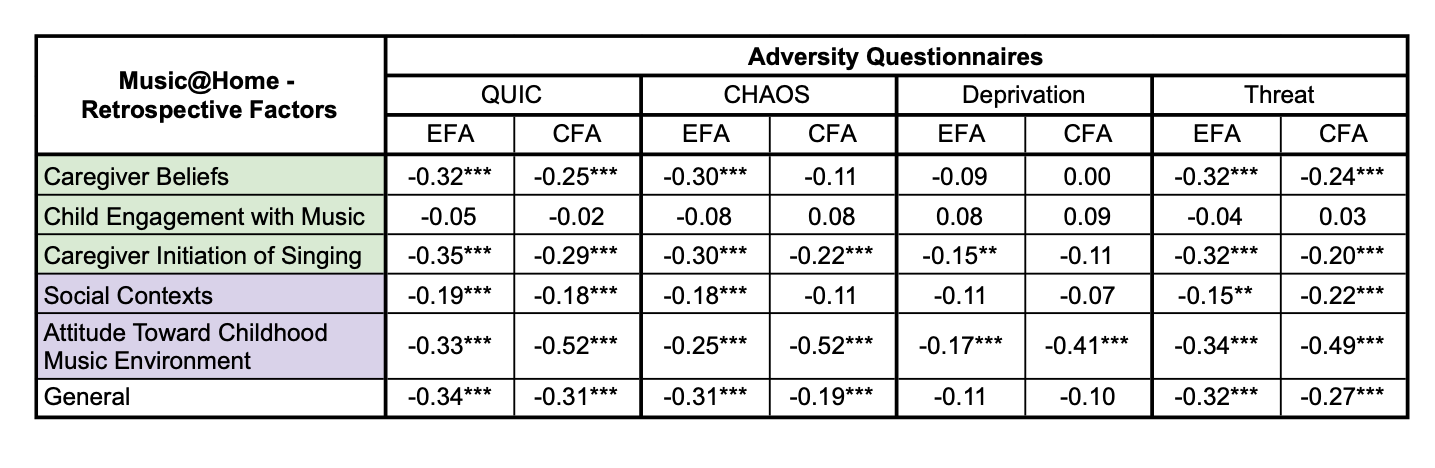 Music@Home -
Retrospective Factors
Adversity Questionnaires
QUIC CHAOS Deprivation Threat
EFA CFA EFA CFA EFA CFA EFA CFA
Caregiver Beliefs -0.32*** -0.25*** -0.30*** -0.11 -0.09 0.00 -0.32*** -0.24***
Child Engagement with Music -0.05 -0.02 -0.08 0.08 0.08 0.09 -0.04 0.03
Caregiver Initiation of Singing -0.35*** -0.29*** -0.30*** -0.22*** -0.15** -0.11 -0.32*** -0.20***
Social Contexts -0.19*** -0.18*** -0.18*** -0.11 -0.11 -0.07 -0.15** -0.22***
Attitude Toward Childhood
Music Environment -0.33*** -0.52*** -0.25*** -0.52*** -0.17*** -0.41*** -0.34*** -0.49***
General -0.34*** -0.31*** -0.31*** -0.19*** -0.11 -0.10 -0.32*** -0.27***